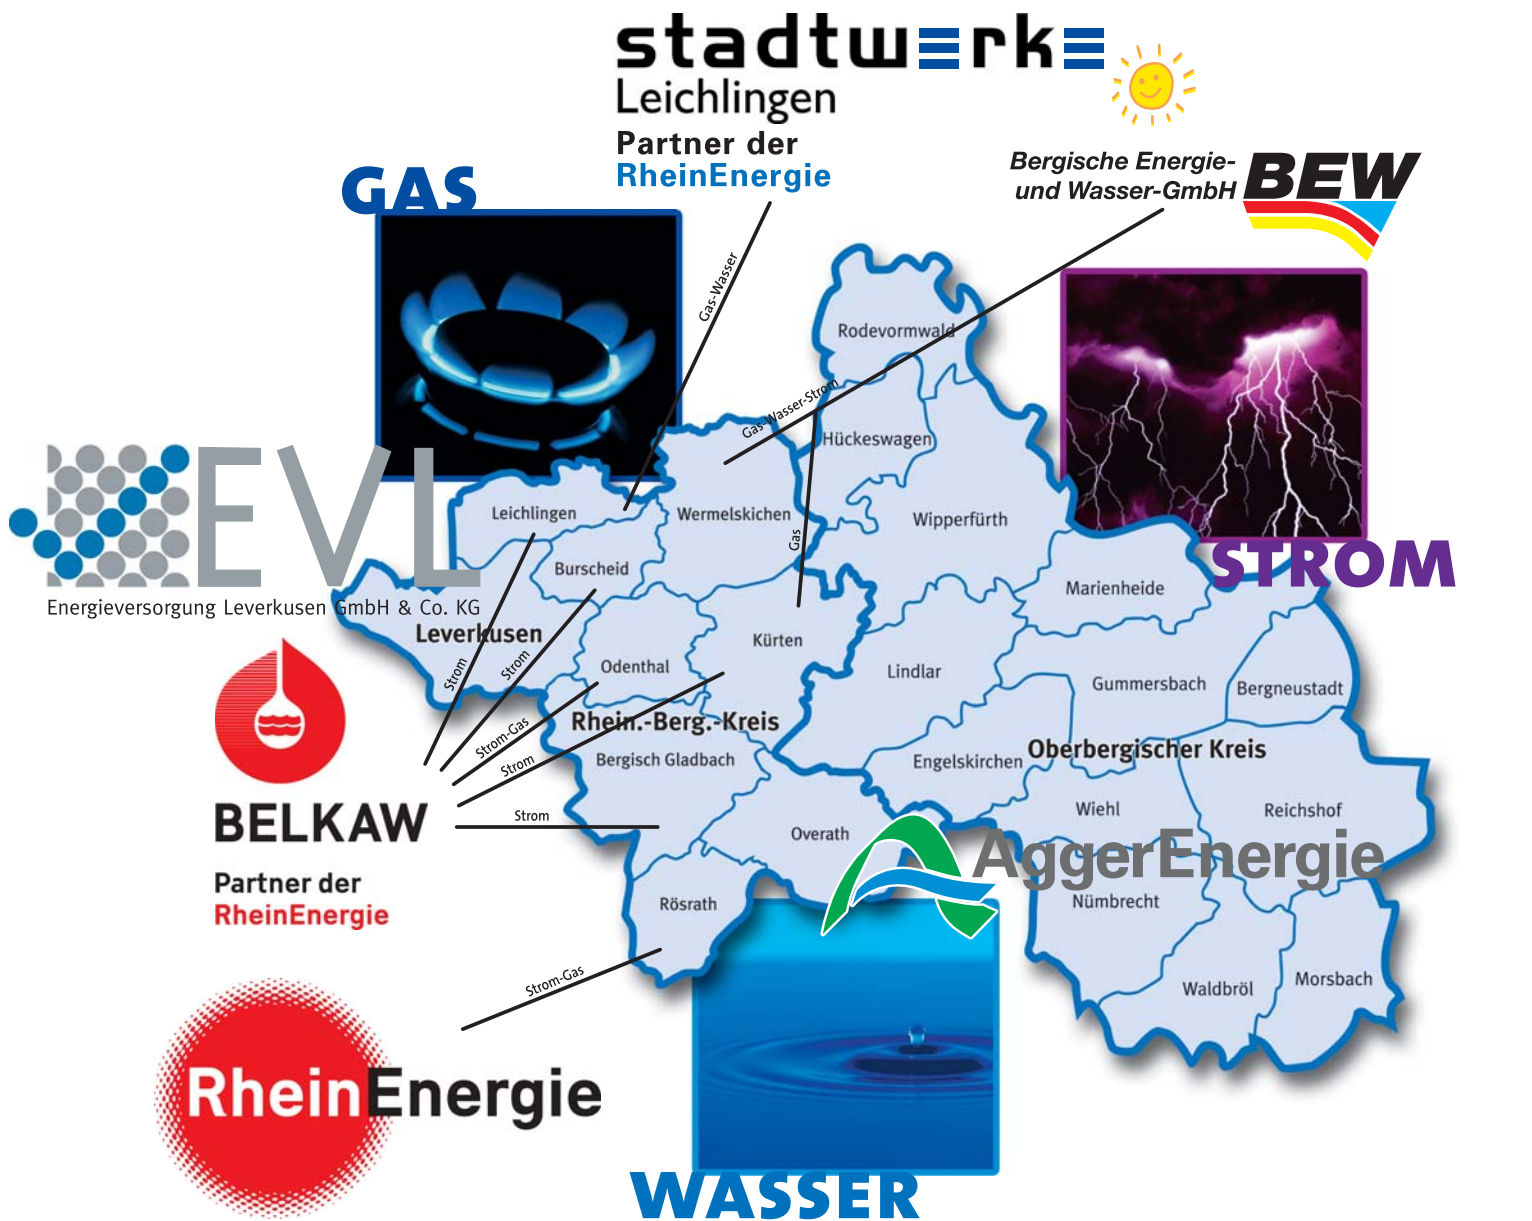 stadtwerke
Leichlingen
Partner der
RheinEnergie
Bergische Energie-
und Wasser-GmbH
BEW
GAS
Gas-Wasser
Rodevormwald
Gas-Wasser-Strom
Hückeswagen
Leichlingen
Wermelskichen
Wipperfürth
Gas
STROM
EVL
Energieversorgung Leverkusen GmbH & Co. KG
Burscheid
Marienheide
Leverkusen
Kürten
Odenthal
Lindlar
Gummersbach
Bergneustadt
Strom
Strom
Rhein.-Berg.-Kreis
Strom-Gas
Oberbergischer Kreis
Bergisch Gladbach
Engelskirchen
Strom
Wiehl
Reichshof
BELKAW
Strom
Overath
AggerEnergie
Partner der
RheinEnergie
Rösrath
Nümbrecht
Strom-Gas
Waldbröl
Morsbach
RheinEnergie
WASSER